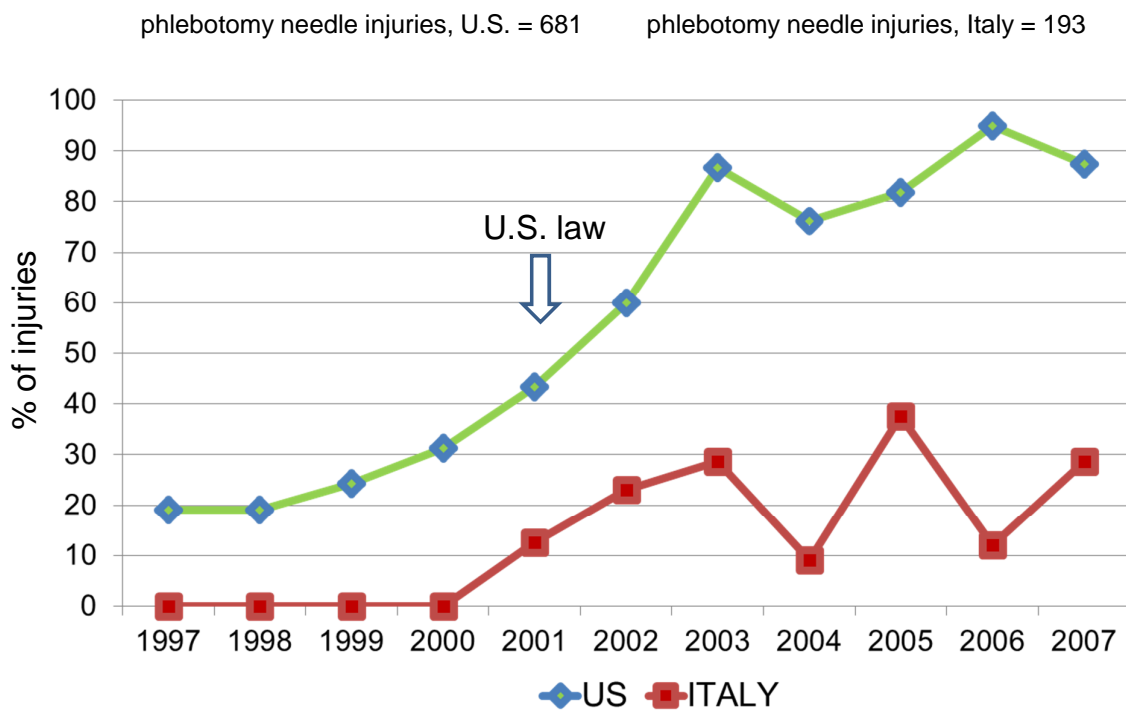 phlebotomy needle injuries, U.S. = 681 phlebotomy needle injuries, Italy = 193
% of injuries
100
90
80
70
60
50
40
30
20
10
0
U.S. law
1997 1998 1999 2000 2001 2002 2003 2004 2005 2006 2007
US ITALY